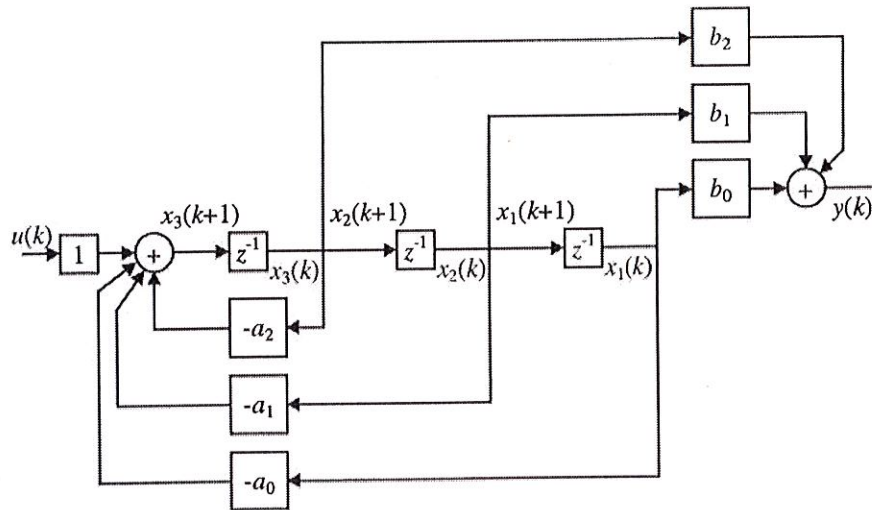 b₂
b₁
b₀
y(k)
x₃(k+1)
x₂(k+1)
x₁(k+1)
u(k)
1
+
z⁻¹
z⁻¹
z⁻¹
+
x₃(k)
x₂(k)
x₁(k)
-a₂
-a₁
-a₀